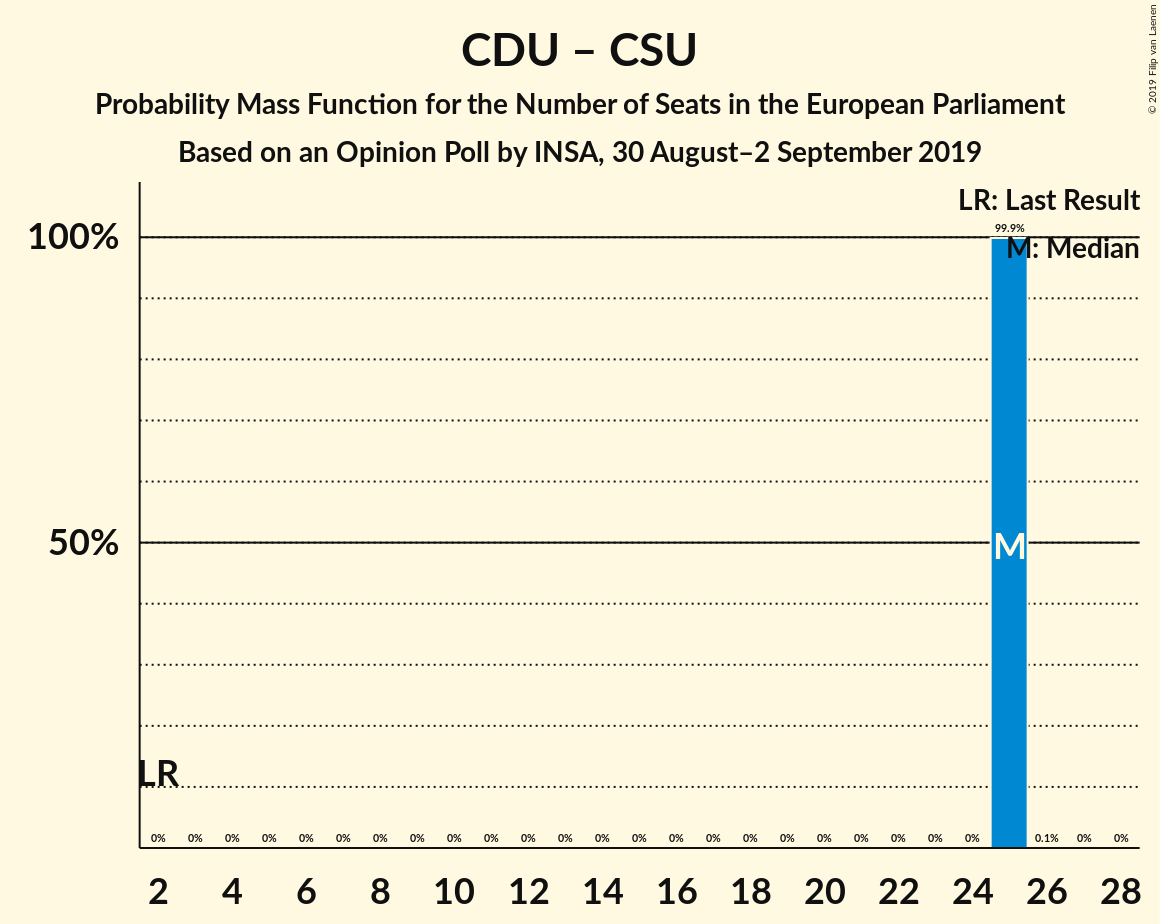 CDU – CSU
Probability Mass Function for the Number of Seats in the European Parliament
Based on an Opinion Poll by INSA, 30 August–2 September 2019
© 2019 Filip van Laenen
LR: Last Result
M: Median
100%
99.9%
50%
M
LR
0% 0% 0% 0% 0% 0% 0% 0% 0% 0% 0% 0% 0% 0% 0% 0% 0% 0% 0% 0% 0% 0% 0% 0.1% 0% 0%
2 4 6 8 10 12 14 16 18 20 22 24 26 28